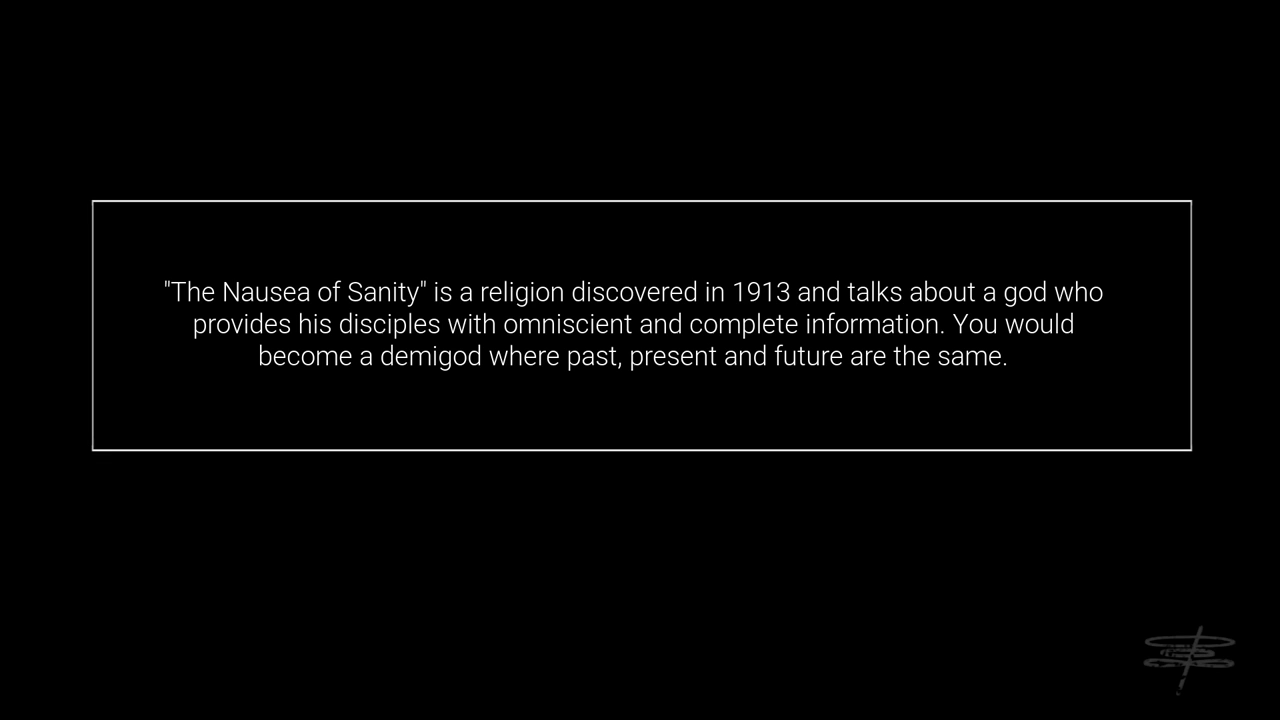 "The Nausea of Sanity" is a religion discovered in 1913 and talks about a god who
provides his disciples with omniscient and complete information. You would
become a demigod where past, present and future are the same.